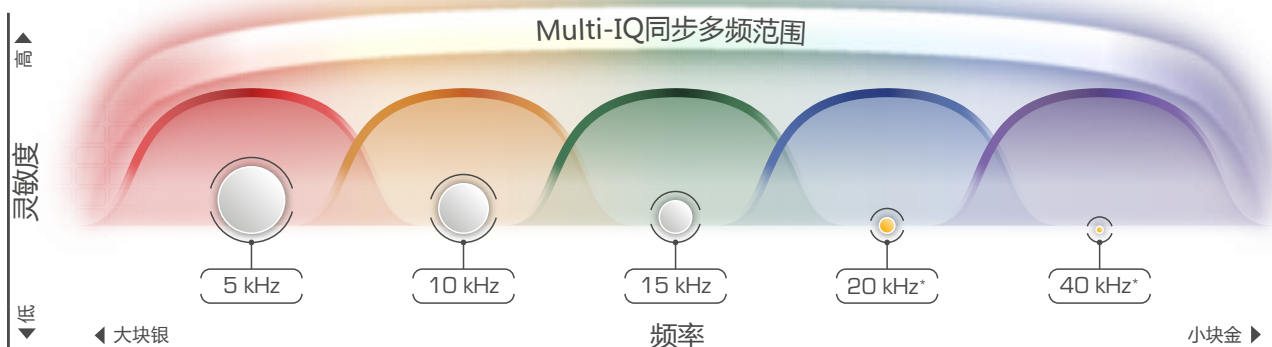 Multi-IQ同步多频范围
高
灵敏度
低
5 kHz
10 kHz
15 kHz
20 kHz*
40 kHz*
大块银
频率
小块金